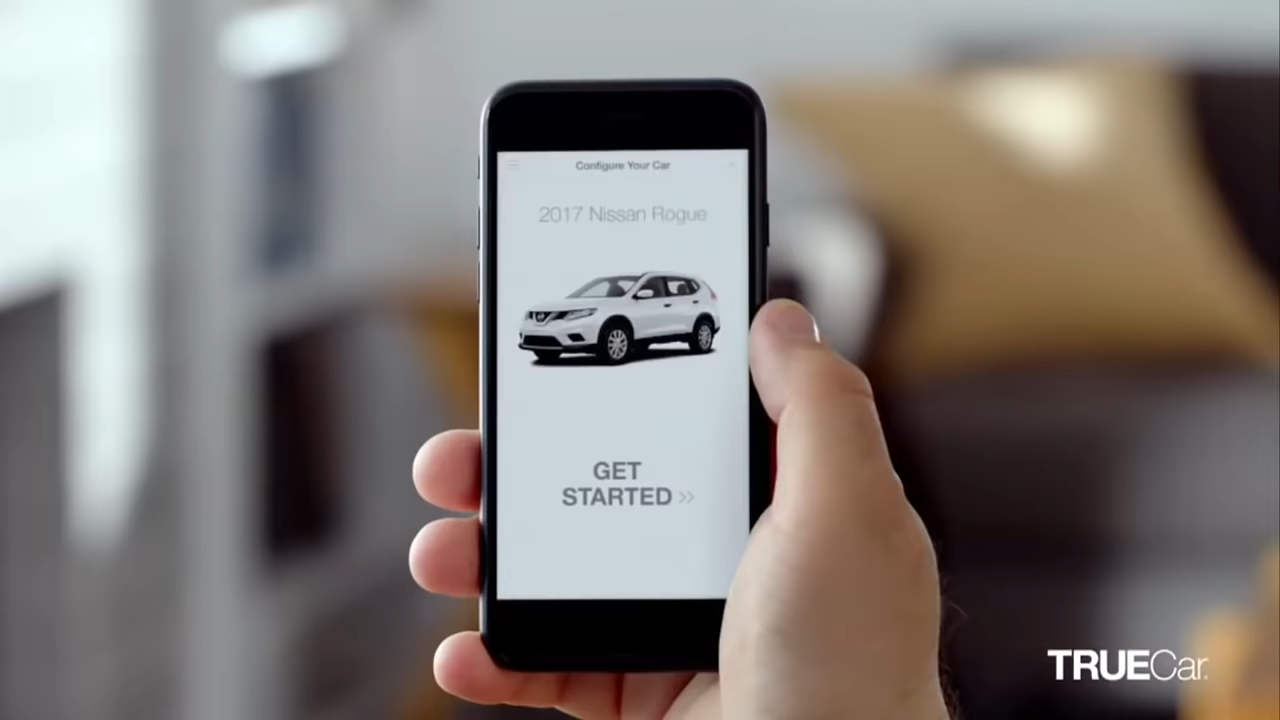 Configure Your Car
2017 Nissan Rogue
GET
STARTED »
TRUECar.